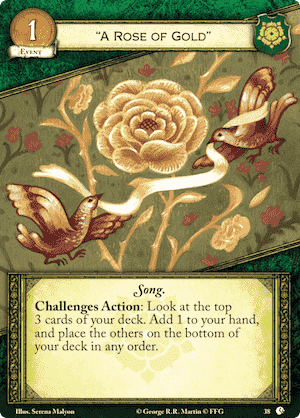 1
Event
"A Rose of Gold"
Song.
Challenges Action: Look at the top
3 cards of your deck. Add 1 to your hand,
and place the others on the bottom of
your deck in any order.
Illus. Serena Malyon
© George R.R. Martin © FFG
38